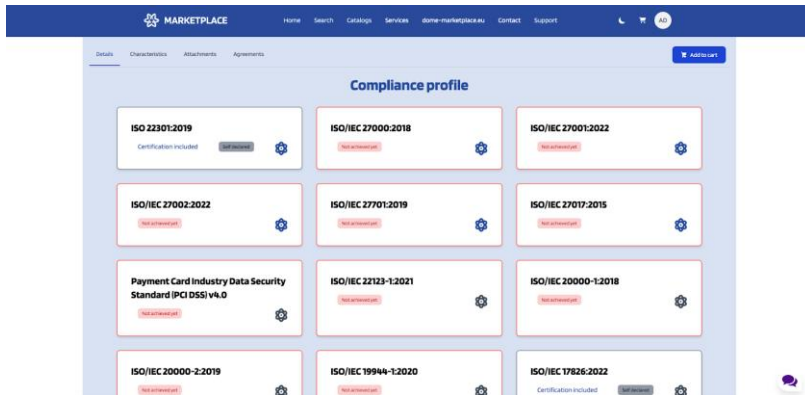 MARKETPLACE
Home Search Catalogs Services dome-marketplace.eu Contact Support
AD
Details Characteristics Attachments Agreements
Add to cart
Compliance profile
ISO 22301:2019
Certification included Self declared
ISO/IEC 27000:2018
Not achieved yet
ISO/IEC 27001:2022
Not achieved yet
ISO/IEC 27002:2022
Not achieved yet
ISO/IEC 27701:2019
Not achieved yet
ISO/IEC 27017:2015
Not achieved yet
Payment Card Industry Data Security
Standard (PCI DSS) v4.0
Not achieved yet
ISO/IEC 22123-1:2021
Not achieved yet
ISO/IEC 20000-1:2018
Not achieved yet
ISO/IEC 20000-2:2019
Not achieved yet
ISO/IEC 19944-1:2020
Not achieved yet
ISO/IEC 17826:2022
Certification included Self declared